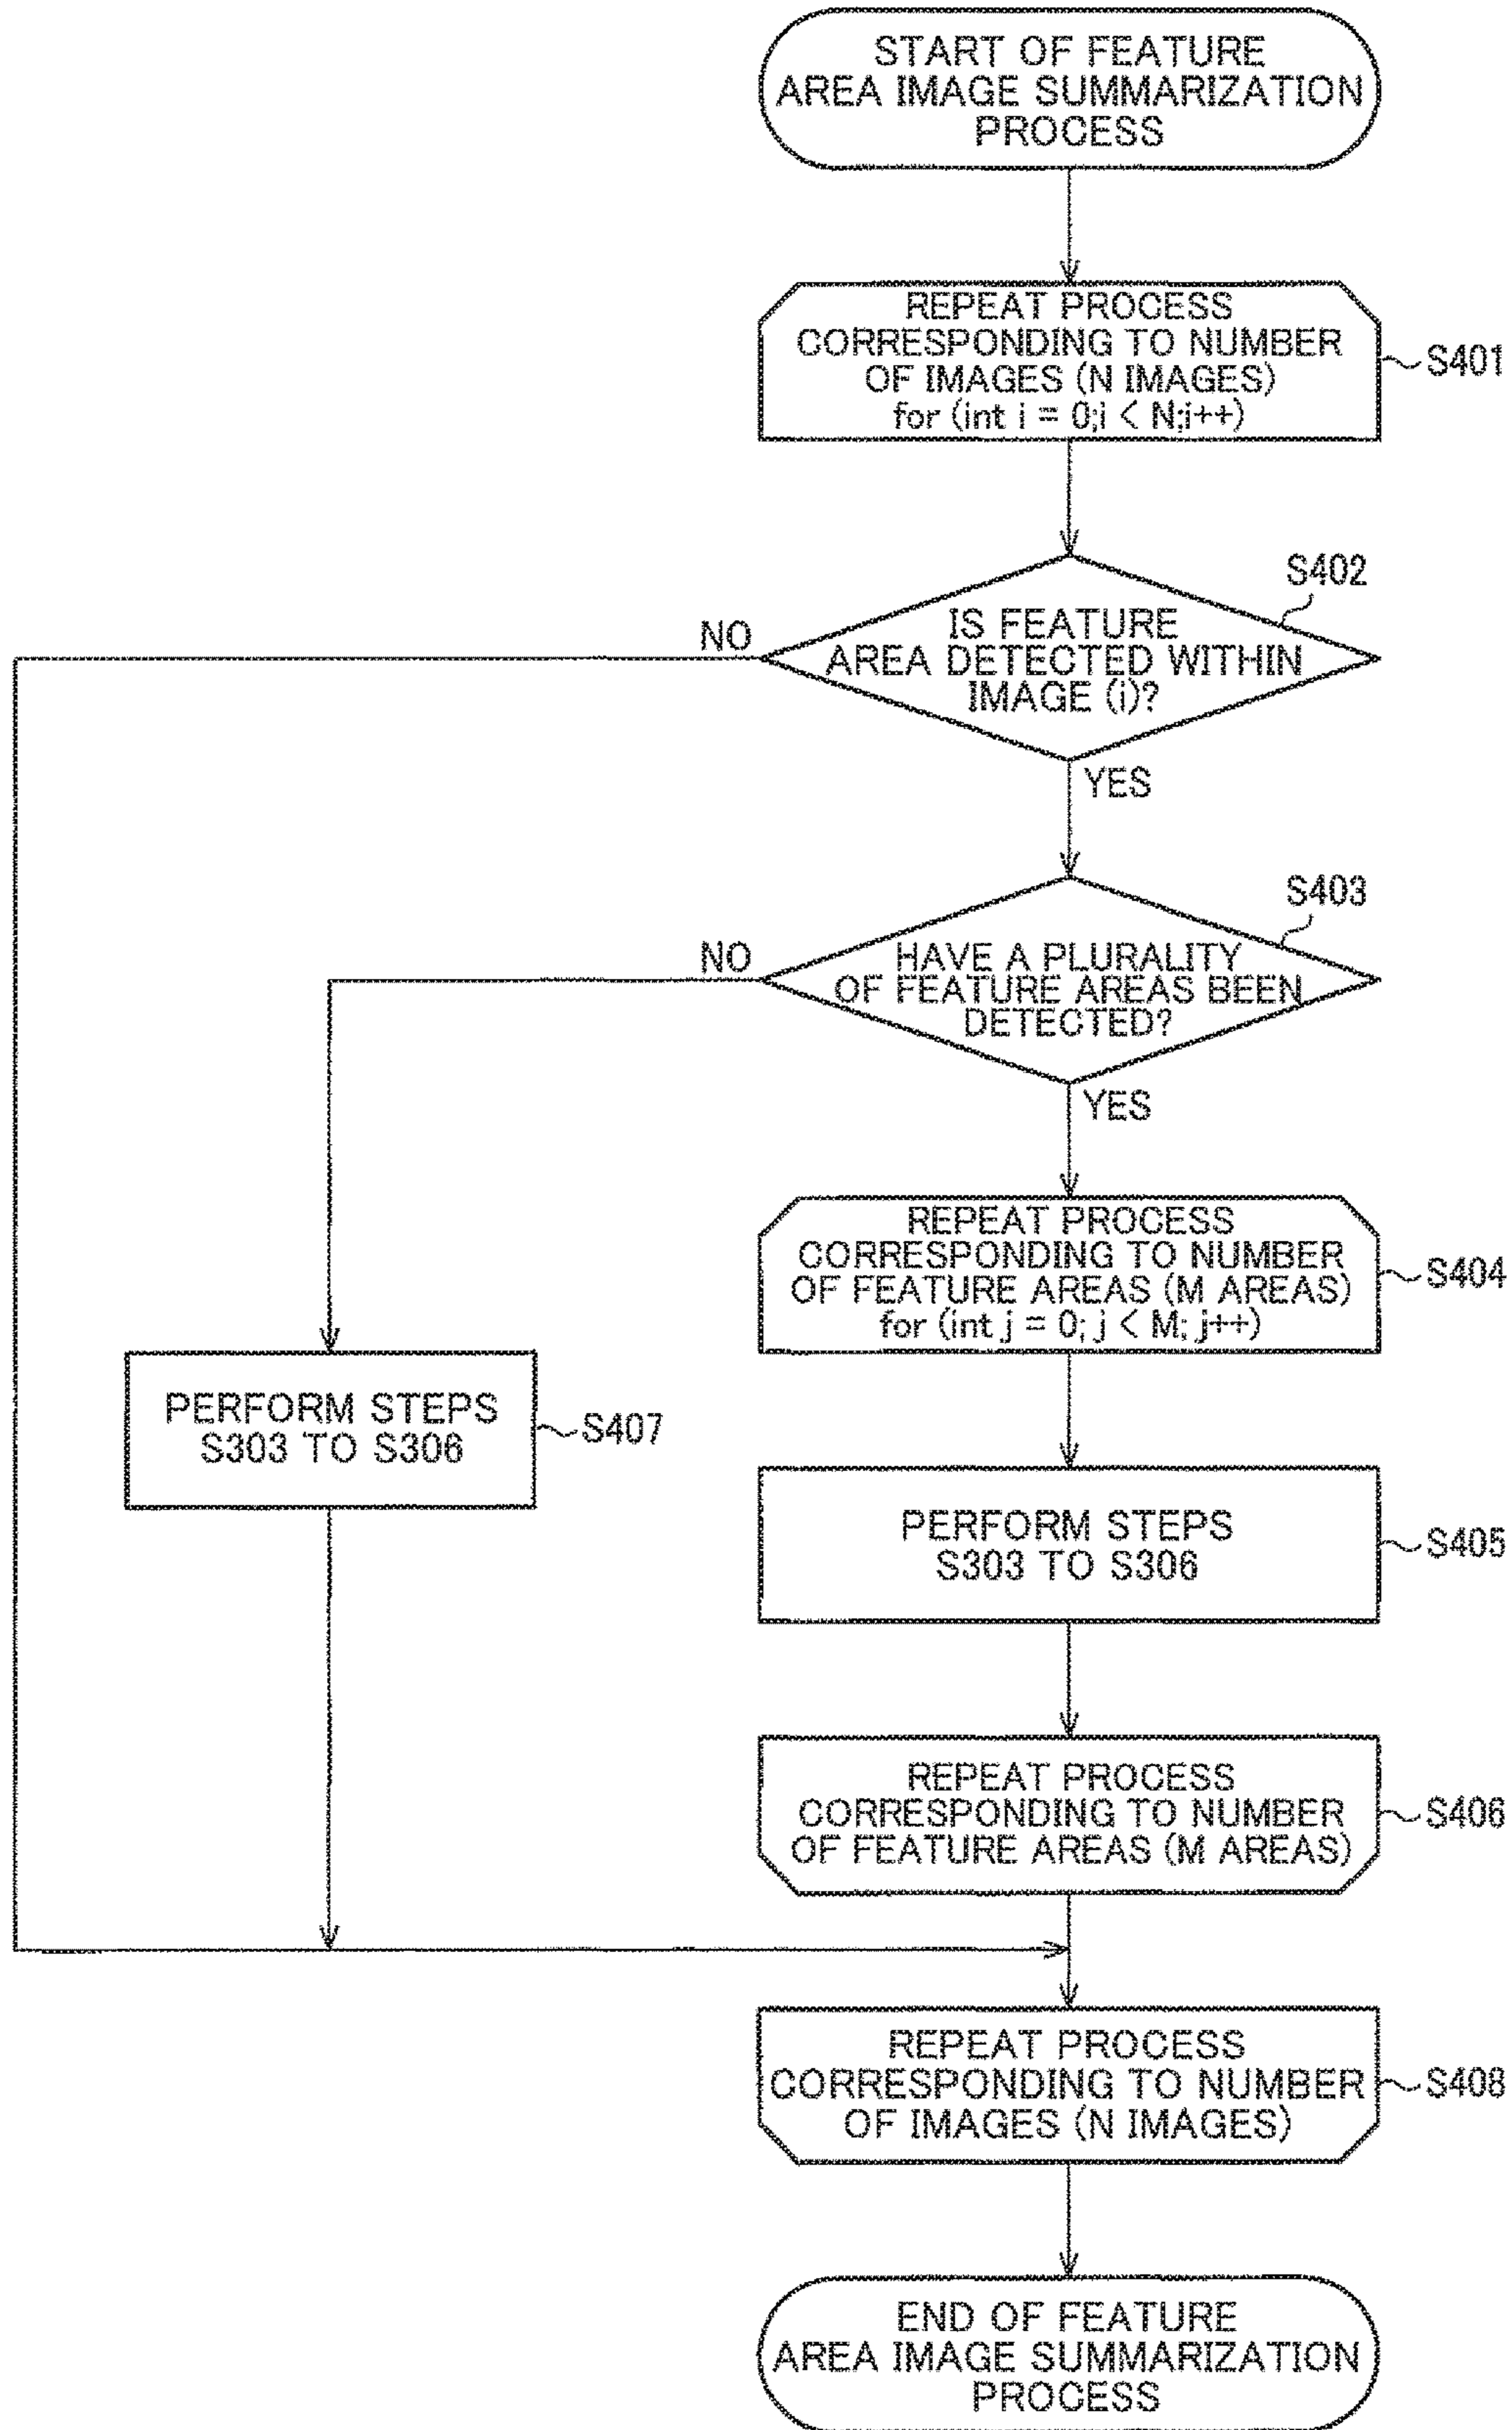 START OF FEATURE
AREA IMAGE SUMMARIZATION
PROCESS
REPEAT PROCESS
CORRESPONDING TO NUMBER
OF IMAGES (N IMAGES)
for (int i = 0;i < N;i++)
S401
S402
NO
IS FEATURE
AREA DETECTED WITHIN
IMAGE (i)?
YES
S403
NO
HAVE A PLURALITY
OF FEATURE AREAS BEEN
DETECTED?
YES
REPEAT PROCESS
CORRESPONDING TO NUMBER
OF FEATURE AREAS (M AREAS)
for (int j = 0; j < M; j++)
S404
PERFORM STEPS
S303 TO S306
S407
PERFORM STEPS
S303 TO S306
S405
REPEAT PROCESS
CORRESPONDING TO NUMBER
OF FEATURE AREAS (M AREAS)
S406
REPEAT PROCESS
CORRESPONDING TO NUMBER
OF IMAGES (N IMAGES)
S408
END OF FEATURE
AREA IMAGE SUMMARIZATION
PROCESS